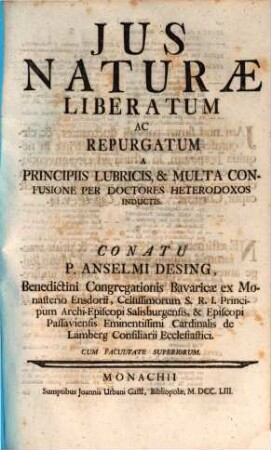 JUS
NATURÆ
LIBERATUM
AC
REPURGATUM
A
PRINCIPIIS LUBRICIS, & MULTA CON-
FUSIONE PER DOCTORES HETERODOXOS
INDUCTIS.
CONATU
P. ANSELMI DESING,
Benedictini Congregationis Bavaricæ ex Mo-
nasterio Ensdorff, Celsissimorum S. R. I. Princi-
pum Archi-Episcopi Salisburgensis, & Episcopi
Passaviensis Eminentissimi Cardinalis de
Lamberg Consiliarii Ecclesiastici.
CUM FACULTATE SUPERIORUM.
MONACHII
Sumptibus Joannis Urbani Gastl, Bibliopolæ, M. DCC. LIII.